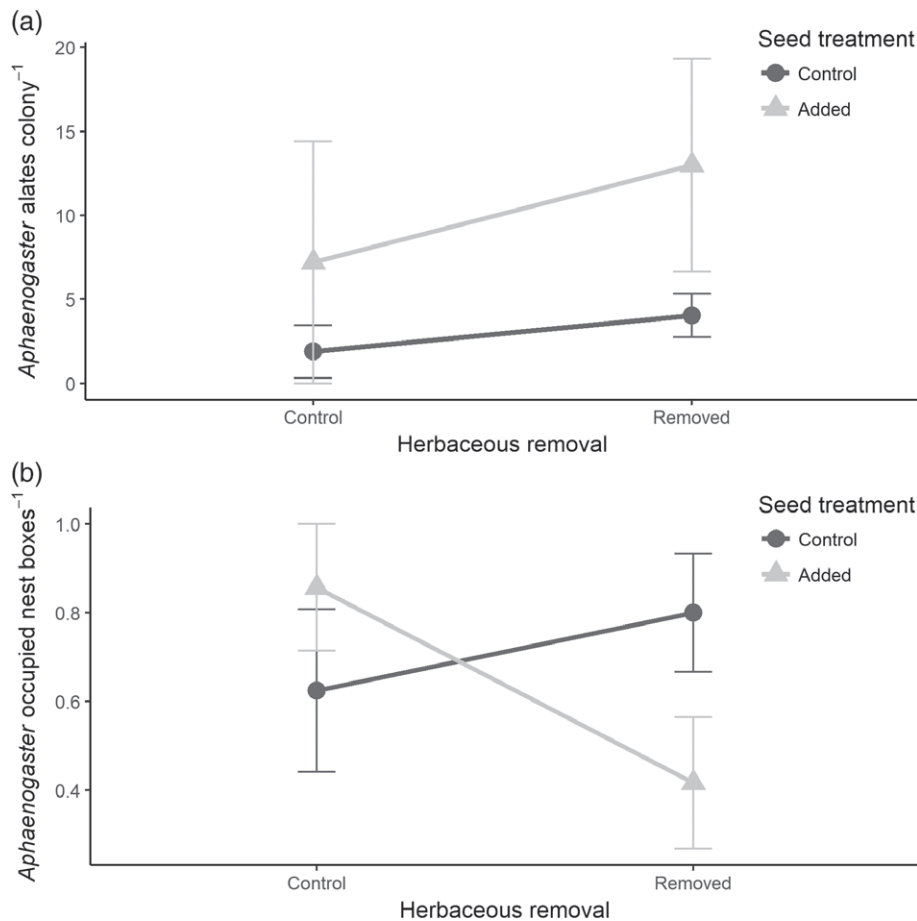 (a)
20
15
10
5
0
Aphaenogaster alates colony⁻¹
Control
Removed
Herbaceous removal
Seed treatment
Control
Added
(b)
1.0
0.8
0.6
0.4
Aphaenogaster occupied nest boxes⁻¹
Control
Removed
Herbaceous removal
Seed treatment
Control
Added